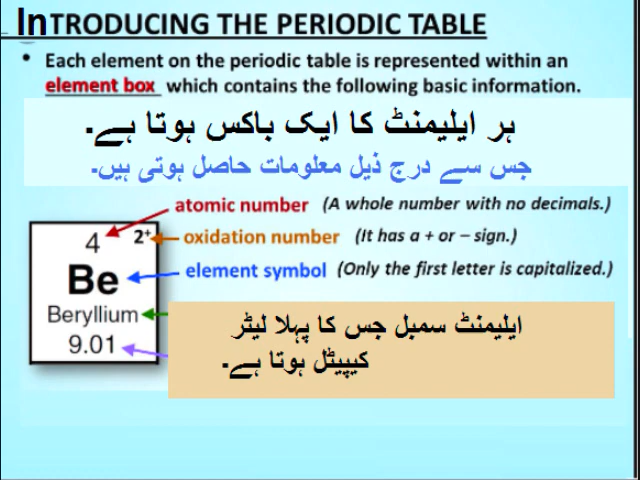 InTRODUCING THE PERIODIC TABLE
• Each element on the periodic table is represented within an
element box which contains the following basic information.
ہر ایلیمنٹ کا ایک باکس ہوتا ہے۔
جس سے درج ذیل معلومات حاصل ہوتی ہیں۔
atomic number (A whole number with no decimals.)
4 2+ oxidation number (It has a + or – sign.)
Be element symbol (Only the first letter is capitalized.)
Beryllium
9.01
ایلیمنٹ سمبل جس کا پہلا لیٹر
کیپیٹل ہوتا ہے۔